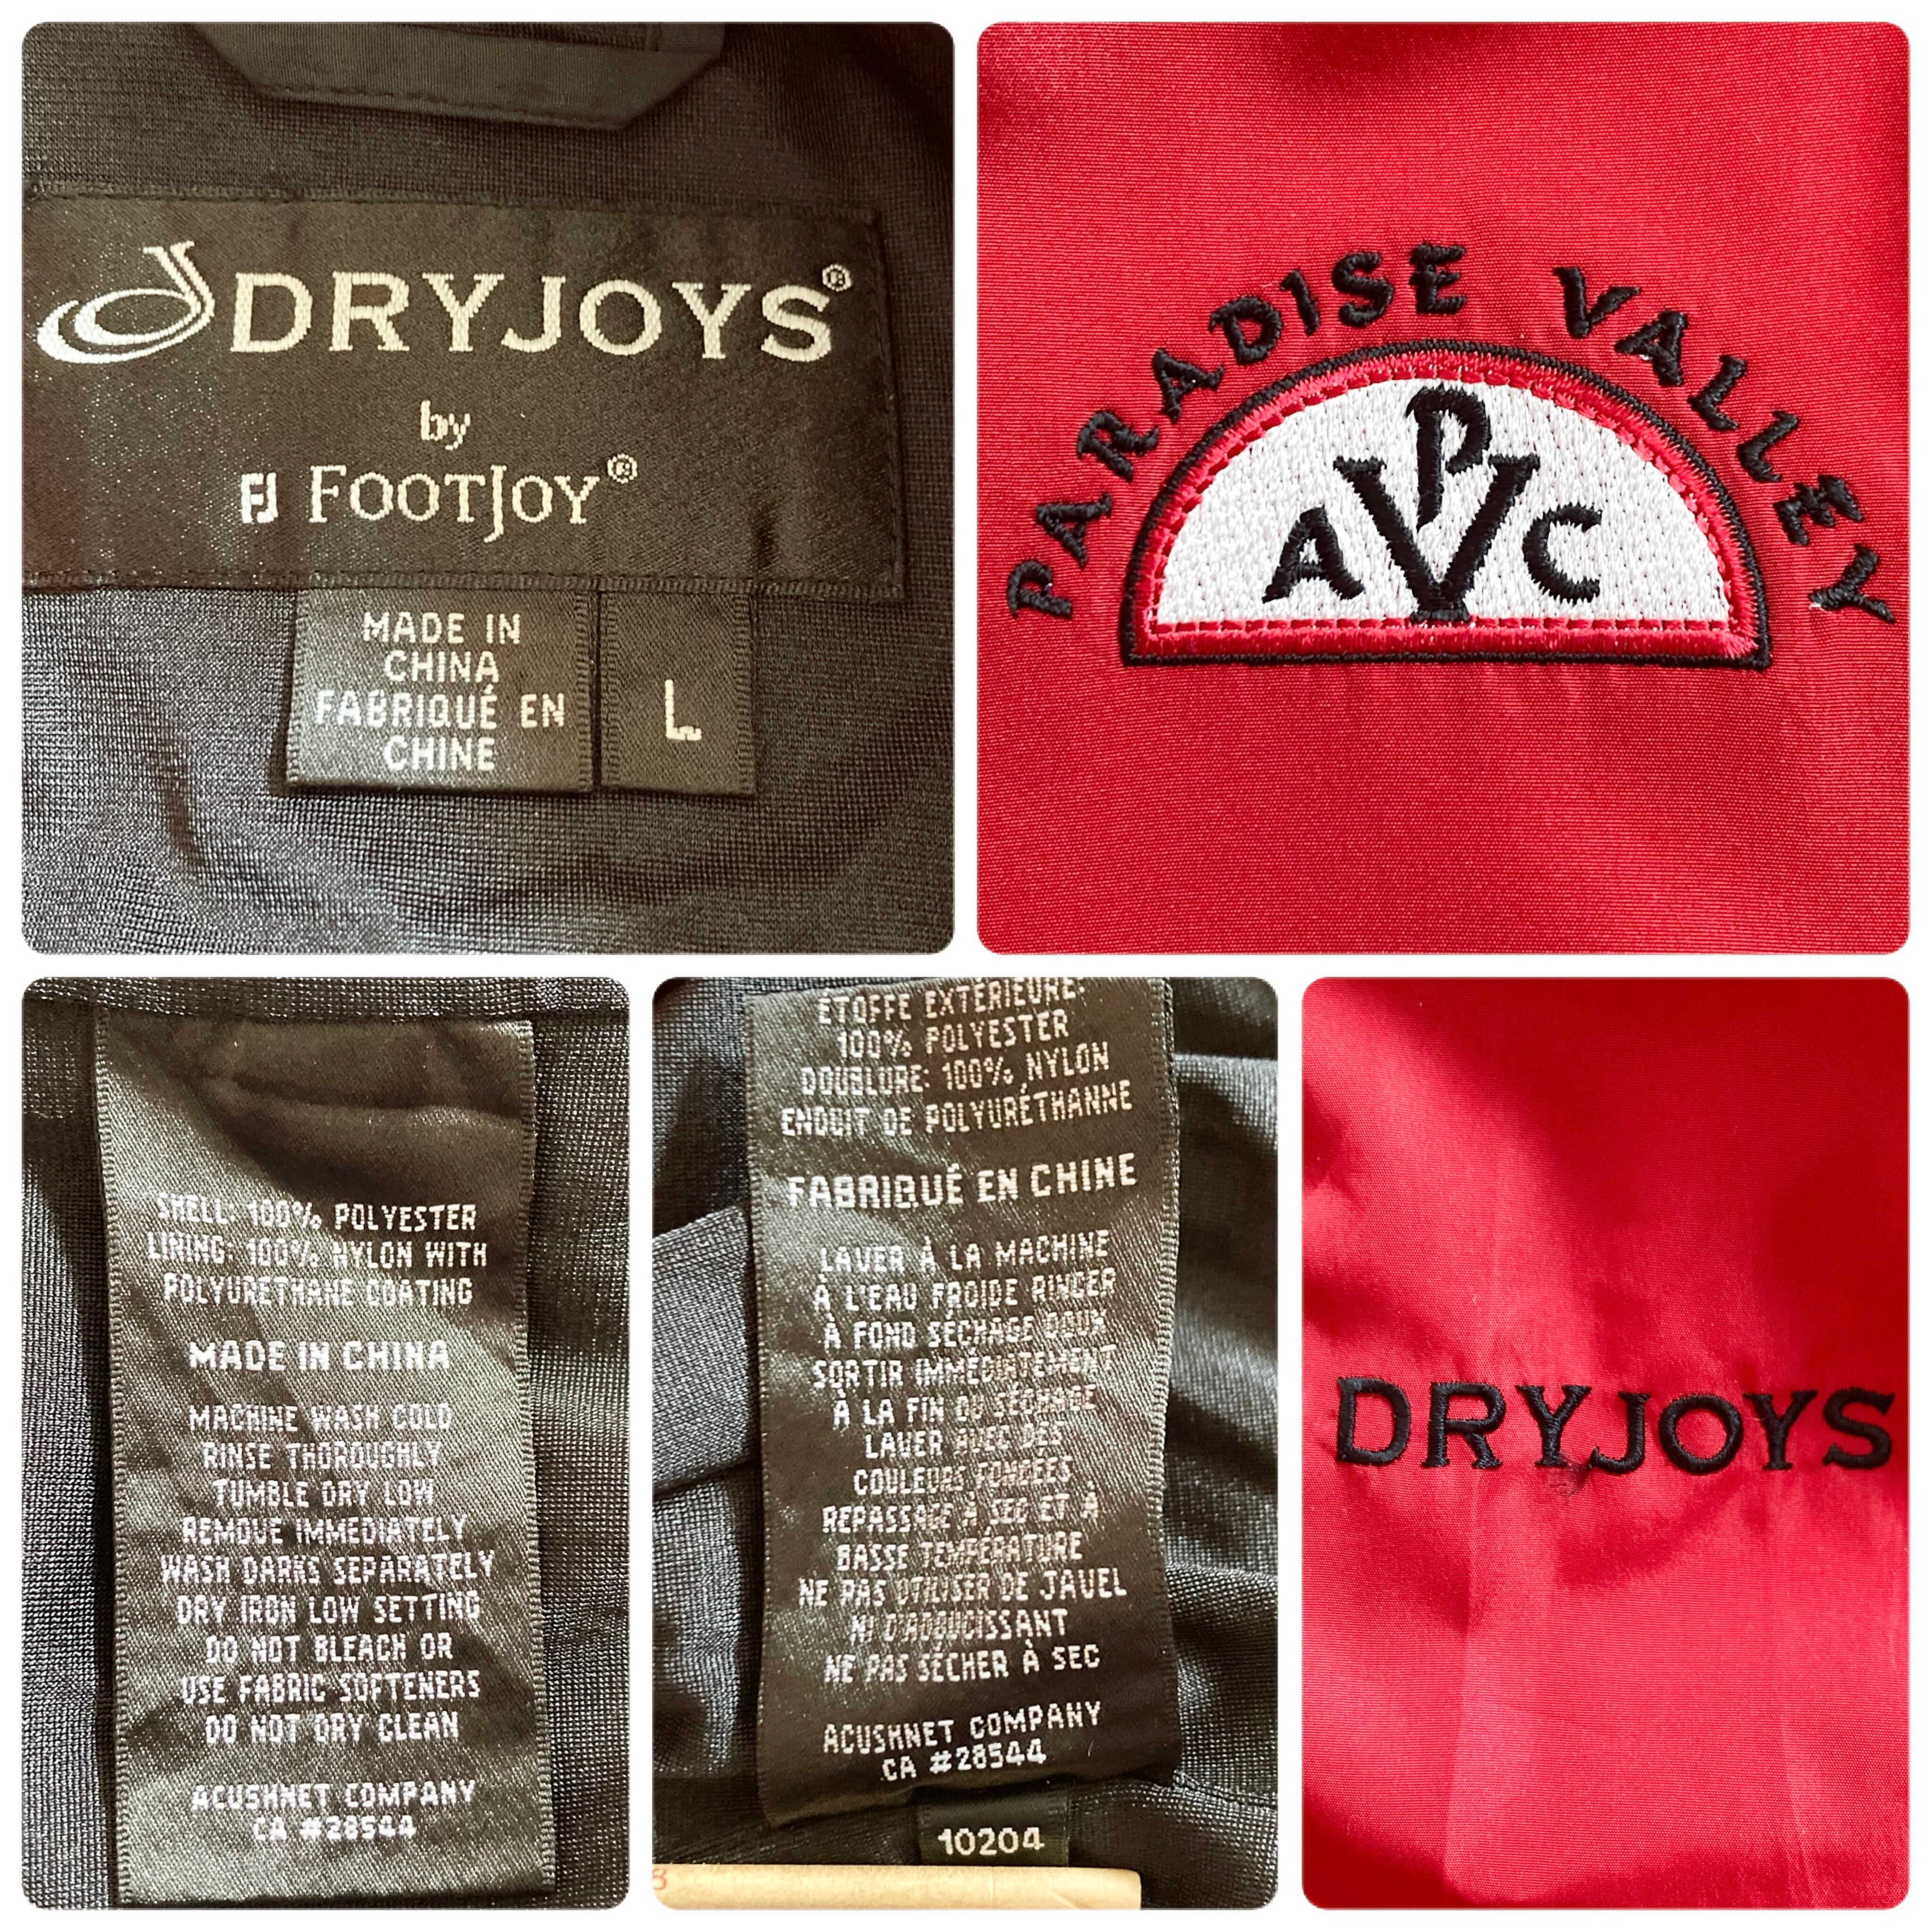 DRYJOYS®
by
FJ FOOTJOY®
MADE IN
CHINA
FABRIQUÉ EN
CHINE
L
PARADISE VALLEY
P
A V C
SHELL: 100% POLYESTER
LINING: 100% NYLON WITH
POLYURETHANE COATING
MADE IN CHINA
MACHINE WASH COLD
RINSE THOROUGHLY
TUMBLE DRY LOW
REMOVE IMMEDIATELY
WASH DARKS SEPARATELY
DRY IRON LOW SETTING
DO NOT BLEACH OR
USE FABRIC SOFTENERS
DO NOT DRY CLEAN
ACUSHNET COMPANY
CA #28544
ÉTOFFE EXTÉRIEURE:
100% POLYESTER
DOUBLURE: 100% NYLON
ENDUIT DE POLYURÉTHANNE
FABRIQUÉ EN CHINE
LAVER À LA MACHINE
À L'EAU FROIDE RINCER
À FOND SÉCHAGE DOUX
SORTIR IMMÉDIATEMENT
À LA FIN DU SÉCHAGE
LAVER AVEC DES
COULEURS FONCÉES
REPASSAGE À SEC ET À
BASSE TEMPÉRATURE
NE PAS UTILISER DE JAVEL
NI D'ADOUCISSANT
NE PAS SÉCHER À SEC
ACUSHNET COMPANY
CA #28544
10204
8
DRYJOYS